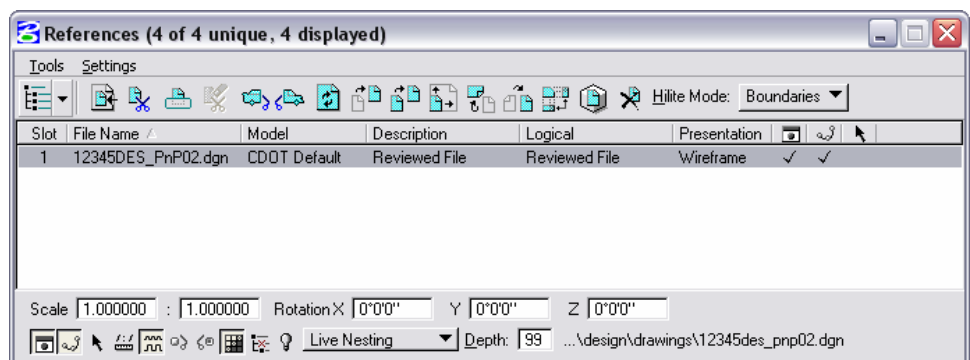 References (4 of 4 unique, 4 displayed)
Tools Settings
Hilite Mode: Boundaries
Slot File Name Model Description Logical Presentation
1 12345DES_PnP02.dgn CDOT Default Reviewed File Reviewed File Wireframe
Scale 1.000000 : 1.000000 Rotation X 0°0'0" Y 0°0'0" Z 0°0'0"
Live Nesting Depth: 99 ...\design\drawings\12345des_pnp02.dgn